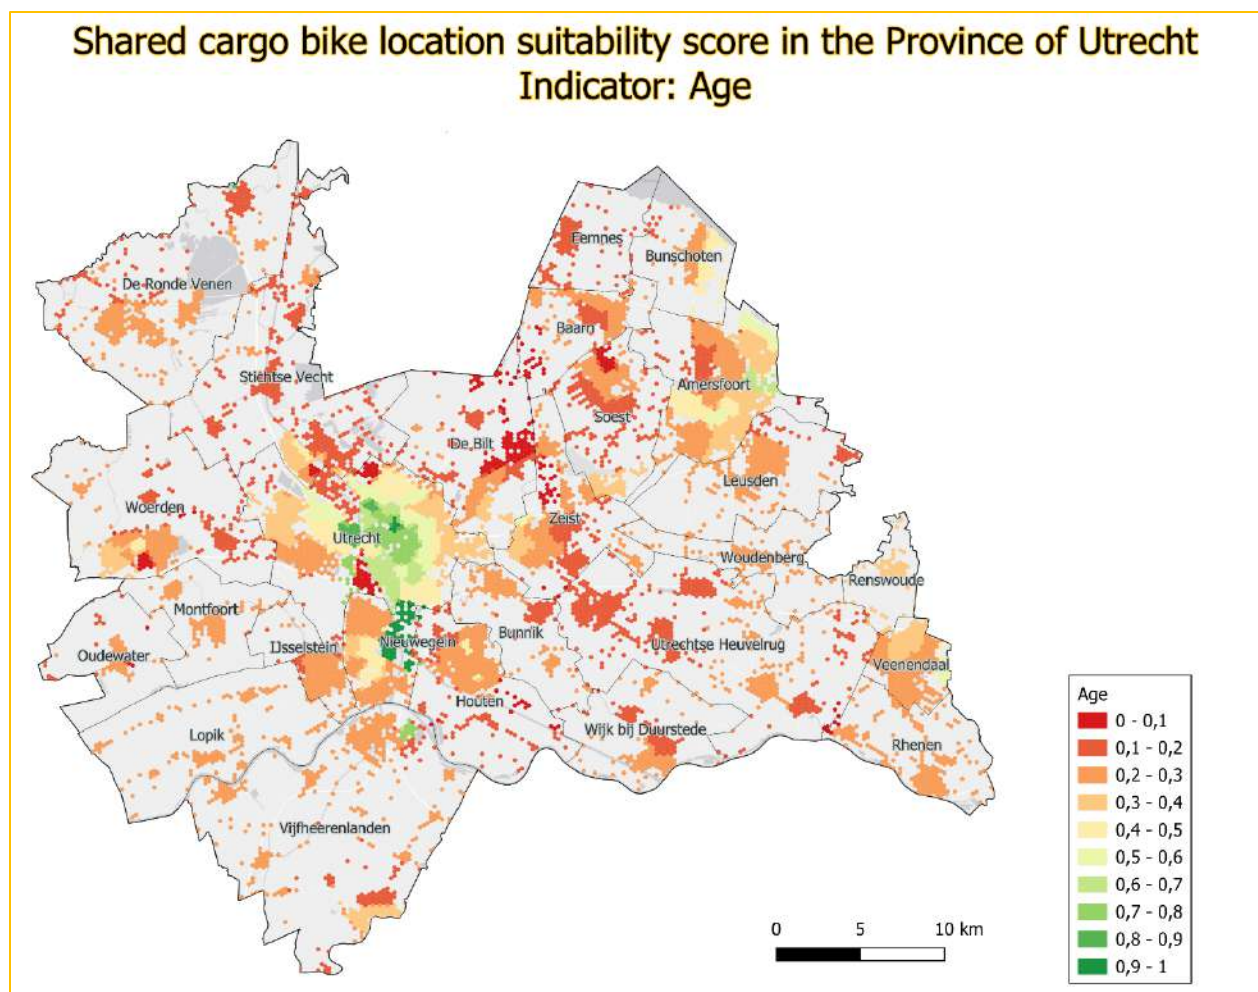 Shared cargo bike location suitability score in the Province of Utrecht
Indicator: Age
Eemnes
Bunschoten
De Ronde Venen
Baarn
Stichtse Vecht
Amersfoort
Soest
De Bilt
Leusden
Woerden
Zeist
Utrecht
Woudenberg
Renswoude
Montfoort
Bunnik
IJsselstein
Nieuwegein
Utrechtse Heuvelrug
Oudewater
Veenendaal
Houten
Wijk bij Duurstede
Lopik
Rhenen
Vijfheerenlanden
Age
0 - 0,1
0,1 - 0,2
0,2 - 0,3
0,3 - 0,4
0,4 - 0,5
0,5 - 0,6
0,6 - 0,7
0,7 - 0,8
0,8 - 0,9
0,9 - 1
0 5 10 km